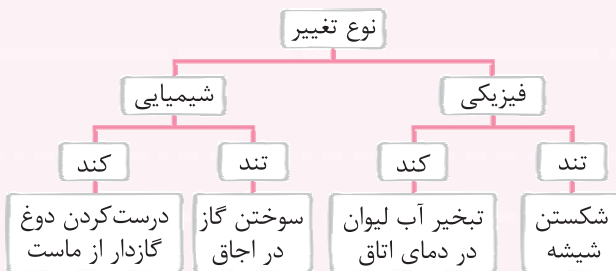 نوع تغییر
فیزیکی
شیمیایی
تند
کند
تند
کند
شکستن
شیشه
تبخیر آب لیوان
در دمای اتاق
سوختن گاز
در اجاق
درست‌کردن دوغ
گازدار از ماست